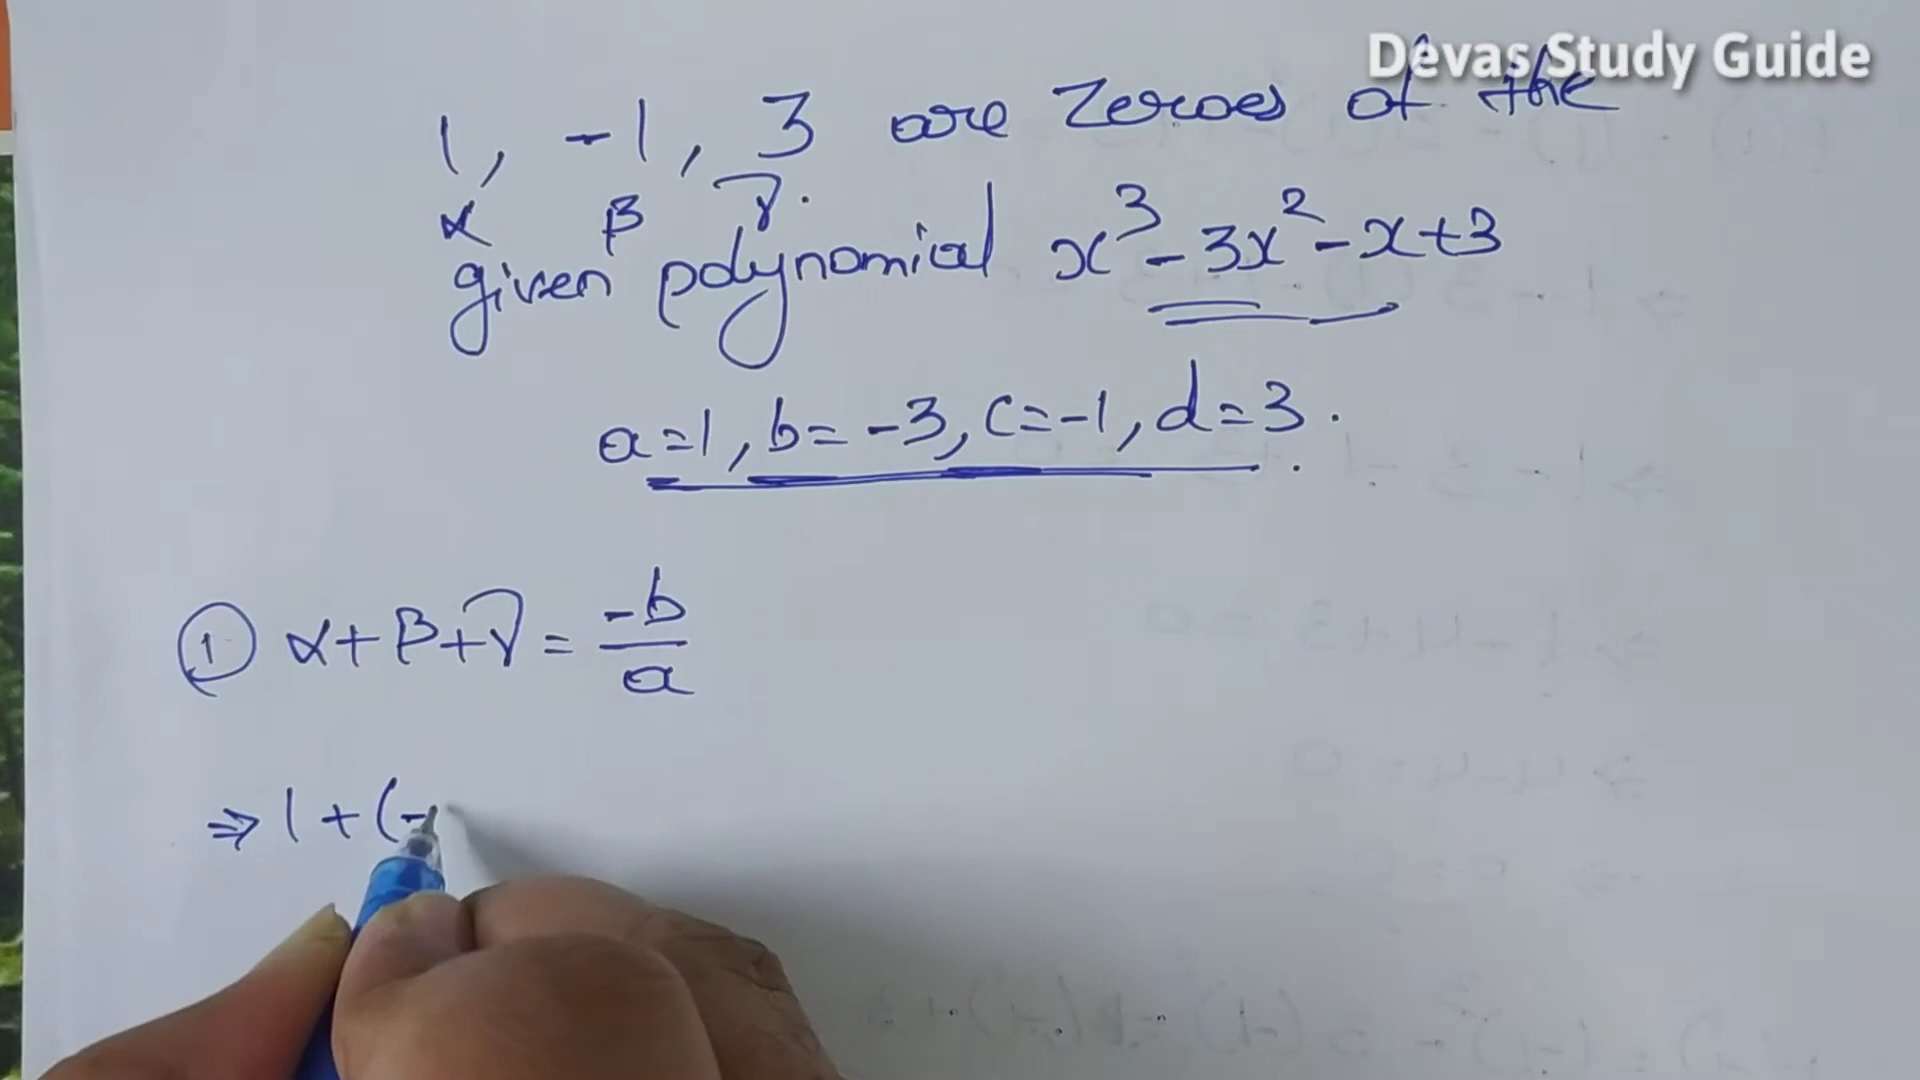 Devas Study Guide
1, -1, 3 are zeroes of the
α β γ.
given polynomial x³ - 3x² - x + 3
a=1, b= -3, c= -1, d= 3.
① α + β + γ = -b/a
⇒ 1 + (-